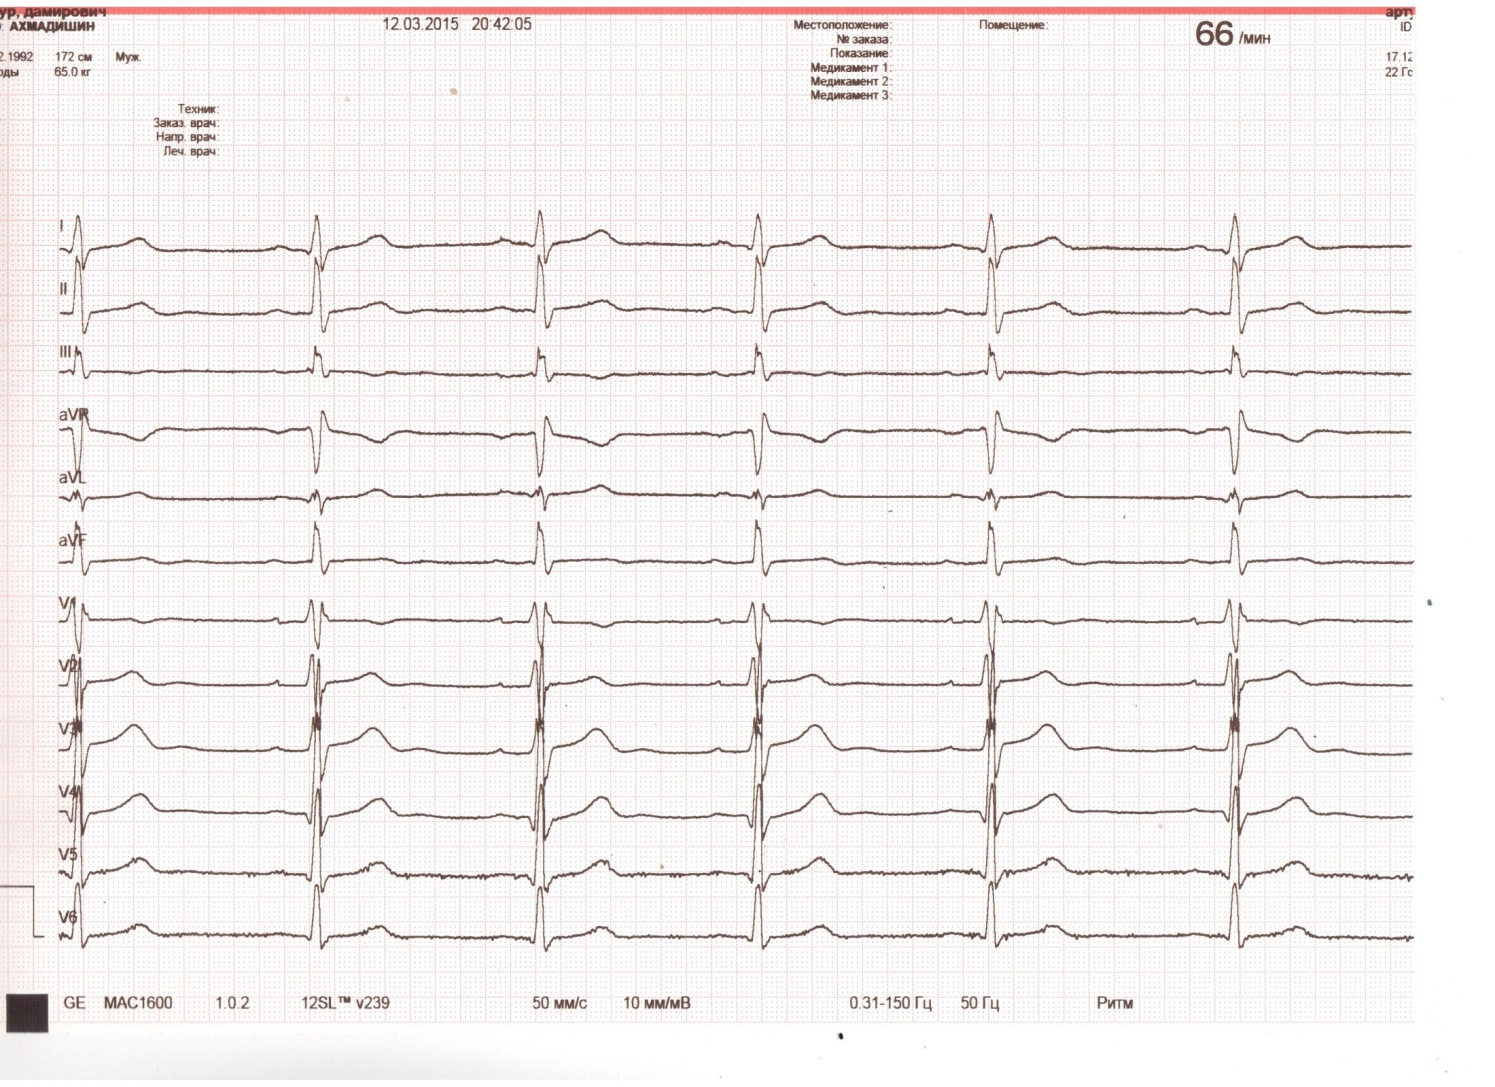 ур, дамирович
АХМАДИШИН
12.03.2015 20:42:05
Местоположение:
№ заказа:
Показание:
Медикамент 1:
Медикамент 2:
Медикамент 3:
Помещение:
66 /мин
арту
ID
2.1992 172 см Муж.
оды 65.0 кг
17.12
22 Го
Техник:
Заказ. врач:
Напр. врач:
Леч. врач:
I
II
III
aVR
aVL
aVF
V1
V2
V3
V4
V5
V6
GE MAC1600 1.0.2 12SL™ v239 50 мм/с 10 мм/мВ 0.31-150 Гц 50 Гц Ритм